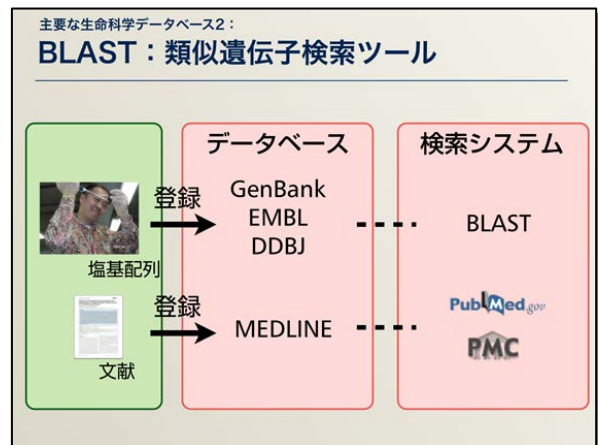 主要な生命科学データベース2：
BLAST：類似遺伝子検索ツール
データベース
検索システム
登録
GenBank
EMBL
DDBJ
BLAST
塩基配列
登録
MEDLINE
PubMed.gov
PMC
文献